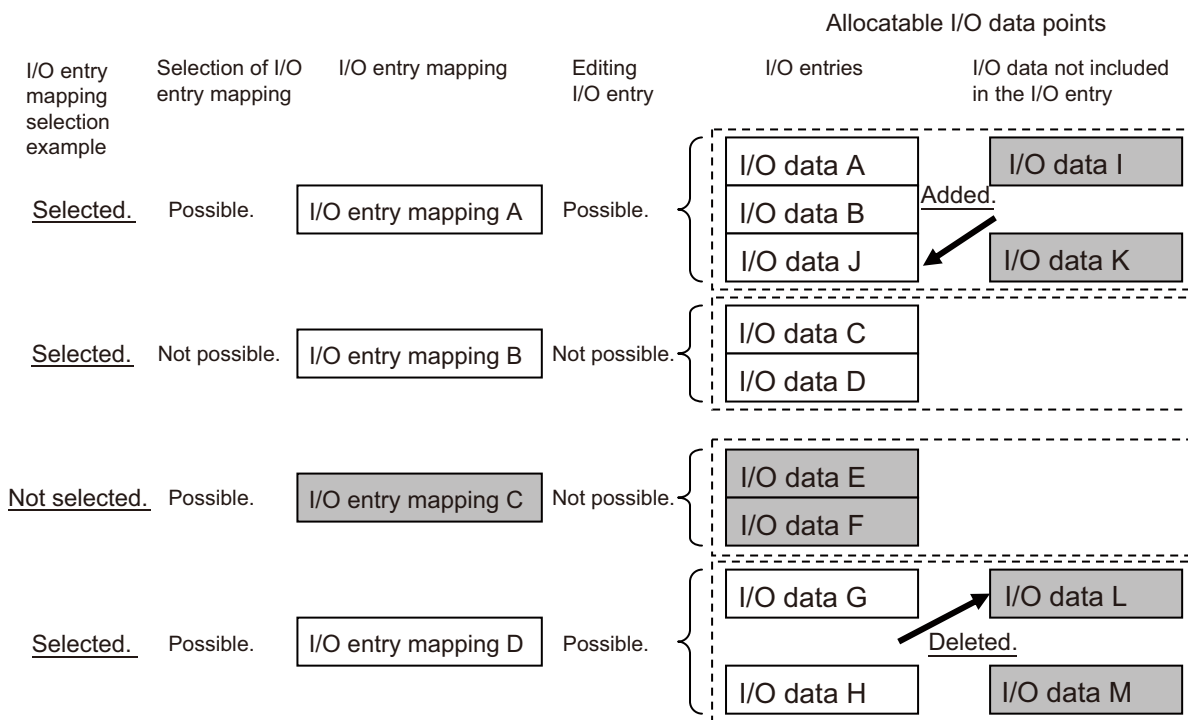 Allocatable I/O data points
I/O entry
mapping
selection
example
Selection of I/O
entry mapping
I/O entry mapping
Editing
I/O entry
I/O entries
I/O data not included
in the I/O entry
Selected.
Possible.
I/O entry mapping A
Possible.
I/O data A
I/O data B
I/O data J
Added.
I/O data I
I/O data K
Selected.
Not possible.
I/O entry mapping B
Not possible.
I/O data C
I/O data D
Not selected.
Possible.
I/O entry mapping C
Not possible.
I/O data E
I/O data F
Selected.
Possible.
I/O entry mapping D
Possible.
I/O data G
I/O data H
Deleted.
I/O data L
I/O data M